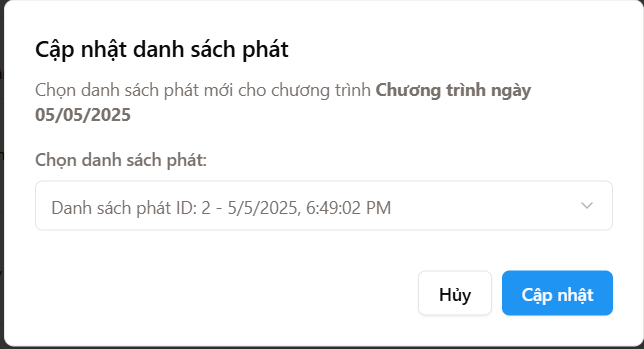 Cập nhật danh sách phát
Chọn danh sách phát mới cho chương trình Chương trình ngày
05/05/2025
Chọn danh sách phát:
Danh sách phát ID: 2 - 5/5/2025, 6:49:02 PM
Hủy
Cập nhật